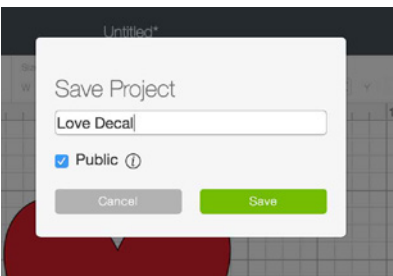 Untitled*
Save Project
Love Decal
Public i
Cancel
Save
W
Y